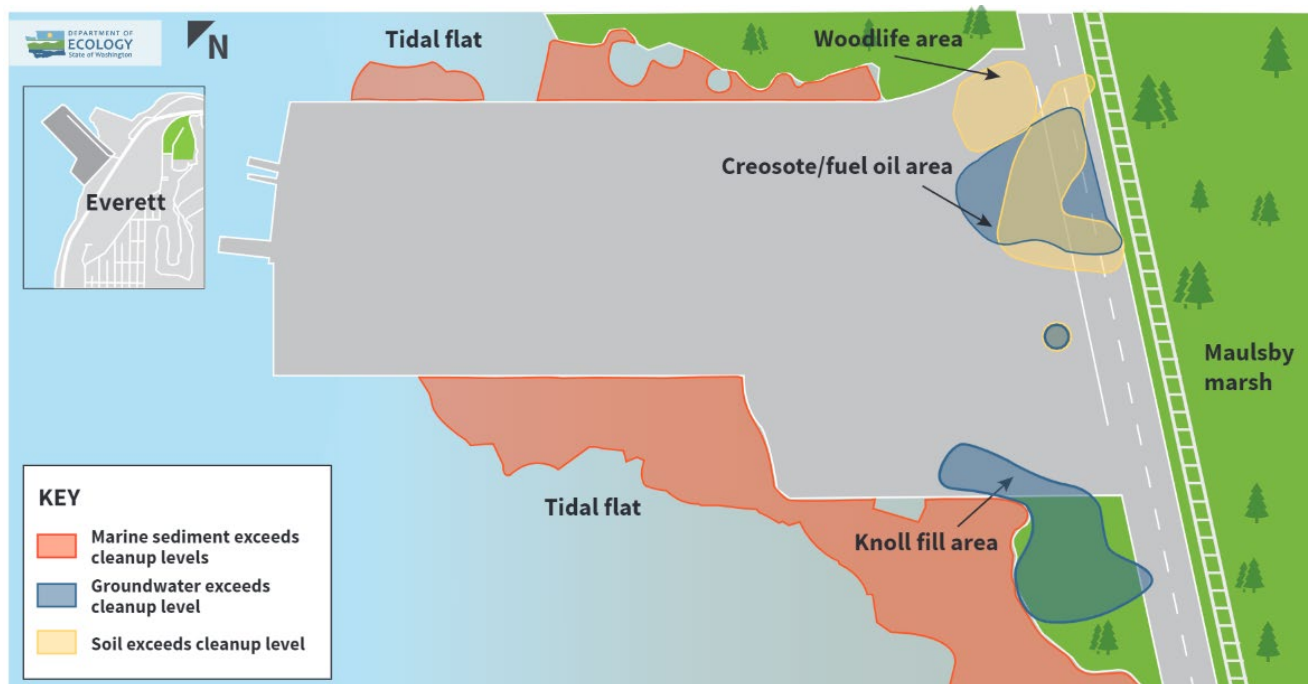 DEPARTMENT OF
ECOLOGY
State of Washington
N
Tidal flat
Woodlife area
Creosote/fuel oil area
Everett
Maulsby
marsh
KEY
Marine sediment exceeds
cleanup levels
Groundwater exceeds
cleanup level
Soil exceeds cleanup level
Tidal flat
Knoll fill area